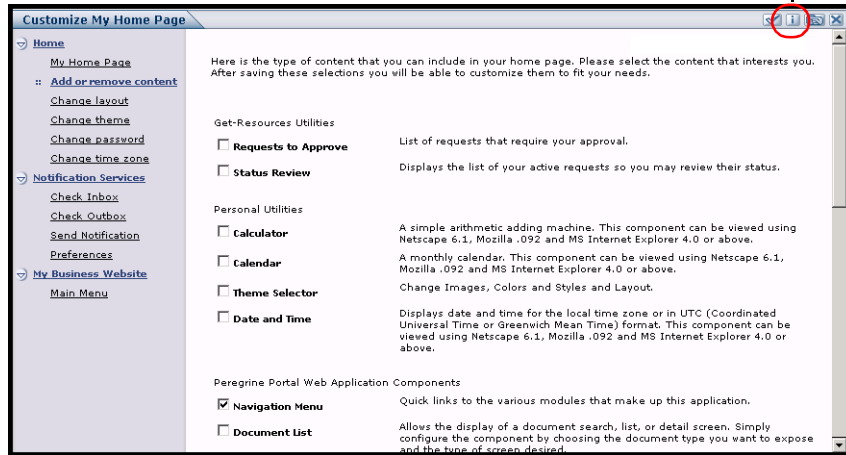 Customize My Home Page
Home
My Home Page
:: Add or remove content
Change layout
Change theme
Change password
Change time zone
Notification Services
Check Inbox
Check Outbox
Send Notification
Preferences
My Business Website
Main Menu
Here is the type of content that you can include in your home page. Please select the content that interests you.
After saving these selections you will be able to customize them to fit your needs.
Get-Resources Utilities
Requests to Approve
List of requests that require your approval.
Status Review
Displays the list of your active requests so you may review their status.
Personal Utilities
Calculator
A simple arithmetic adding machine. This component can be viewed using
Netscape 6.1, Mozilla .092 and MS Internet Explorer 4.0 or above.
Calendar
A monthly calendar. This component can be viewed using Netscape 6.1,
Mozilla .092 and MS Internet Explorer 4.0 or above.
Theme Selector
Change Images, Colors and Styles and Layout.
Date and Time
Displays date and time for the local time zone or in UTC (Coordinated
Universal Time or Greenwich Mean Time) format. This component can be
viewed using Netscape 6.1, Mozilla .092 and MS Internet Explorer 4.0 or
above.
Peregrine Portal Web Application Components
Navigation Menu
Quick links to the various modules that make up this application.
Document List
Allows the display of a document search, list, or detail screen. Simply
configure the component by choosing the document type you want to expose
and the type of screen desired.